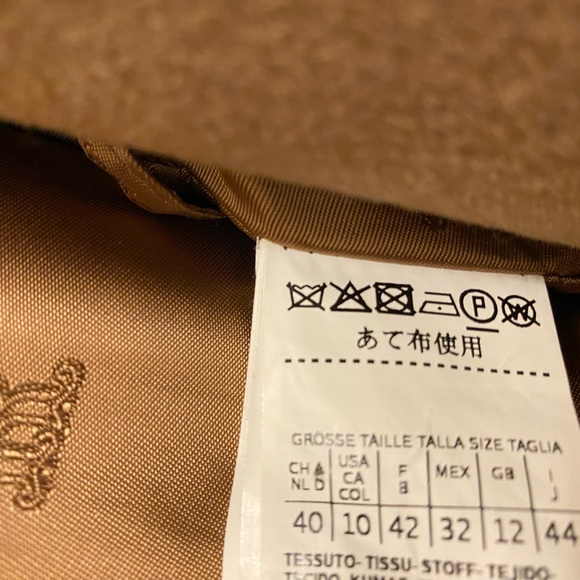 P W
あて布使用
GRÖSSE TAILLE TALLA SIZE TAGLIA
CH A USA F MEX GB I
NL D CA B J
COL
40 10 42 32 12 44
TESSUTO- TISSU- STOFF- TEJIDO-